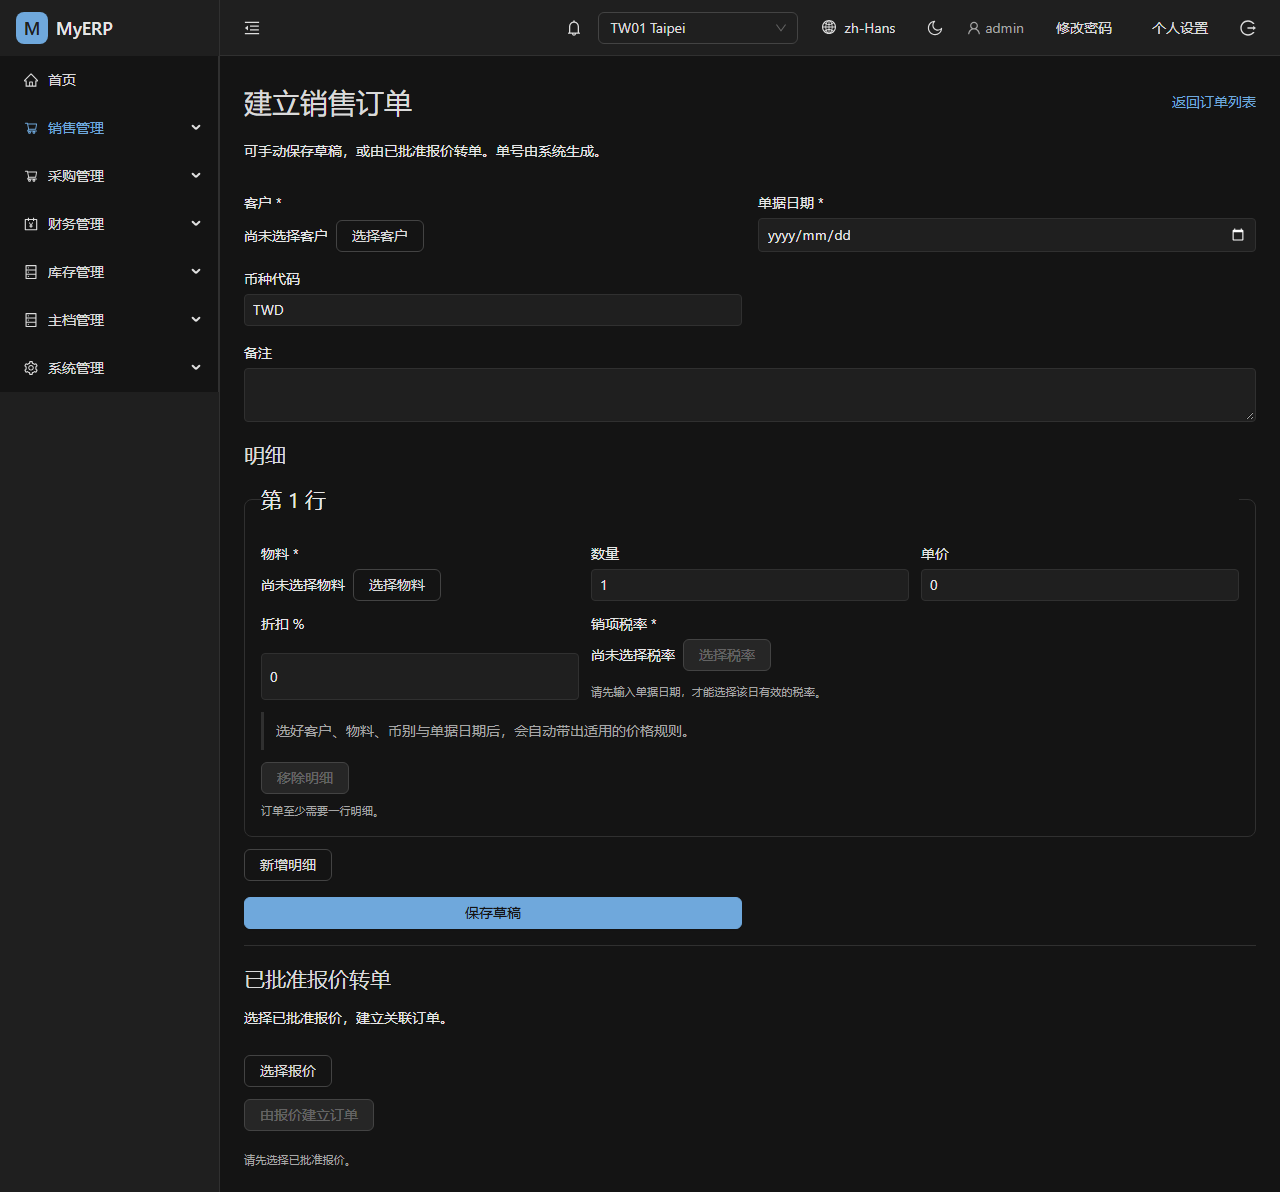 M MyERP
TW01 Taipei
zh-Hans
admin
修改密码
个人设置
首页
销售管理
采购管理
财务管理
库存管理
主档管理
系统管理
建立销售订单
返回订单列表
可手动保存草稿，或由已批准报价转单。单号由系统生成。
客户 *
单据日期 *
尚未选择客户 选择客户
yyyy/mm/dd
币种代码
TWD
备注
明细
第 1 行
物料 *
数量
单价
尚未选择物料 选择物料
1
0
折扣 %
销项税率 *
0
尚未选择税率 选择税率
请先输入单据日期，才能选择该日有效的税率。
选好客户、物料、币别与单据日期后，会自动带出适用的价格规则。
移除明细
订单至少需要一行明细。
新增明细
保存草稿
已批准报价转单
选择已批准报价，建立关联订单。
选择报价
由报价建立订单
请先选择已批准报价。